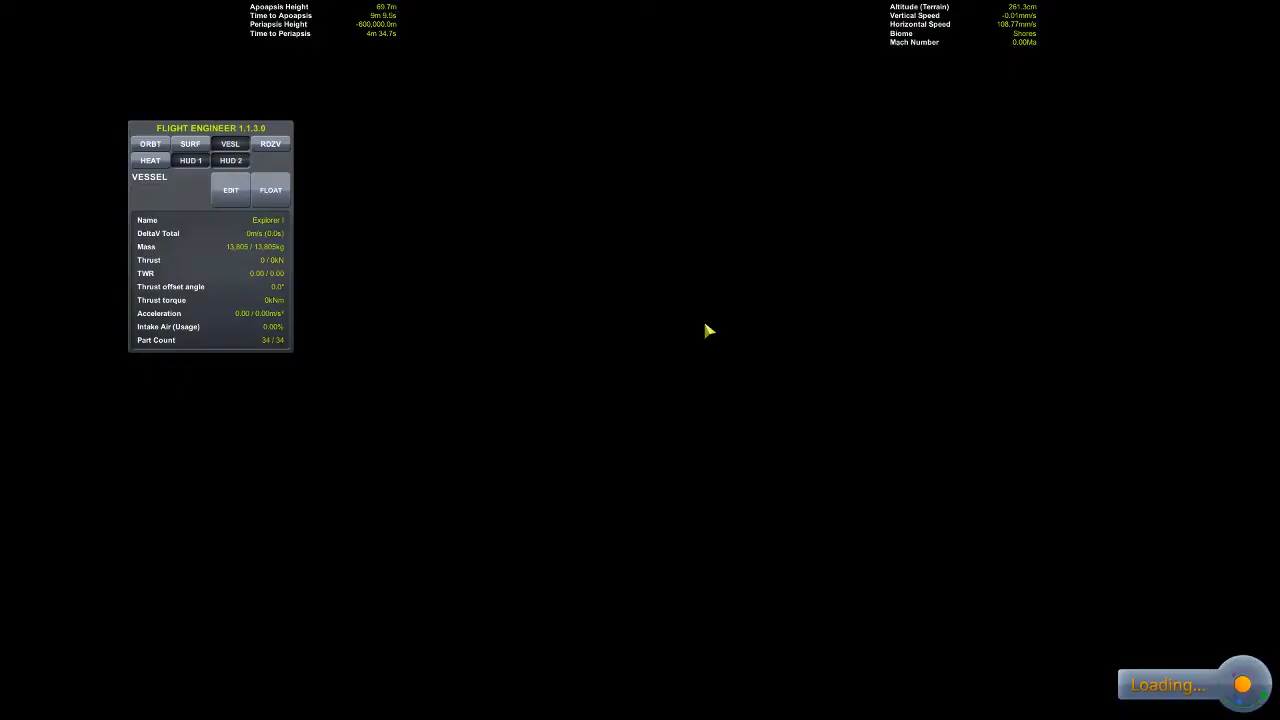 Apoapsis Height 69.7m
Time to Apoapsis 9m 9.5s
Periapsis Height -600,000.0m
Time to Periapsis 4m 34.7s
Altitude (Terrain) 261.3cm
Vertical Speed -0.01mm/s
Horizontal Speed 108.77mm/s
Biome Shores
Mach Number 0.00Ma
FLIGHT ENGINEER 1.1.3.0
ORBT SURF VESL RDZV
HEAT HUD 1 HUD 2
VESSEL
EDIT FLOAT
Name Explorer I
DeltaV Total 0m/s (0.0s)
Mass 13,805 / 13,805kg
Thrust 0 / 0kN
TWR 0.00 / 0.00
Thrust offset angle 0.0°
Thrust torque 0kNm
Acceleration 0.00 / 0.00m/s²
Intake Air (Usage) 0.00%
Part Count 34 / 34
Loading...